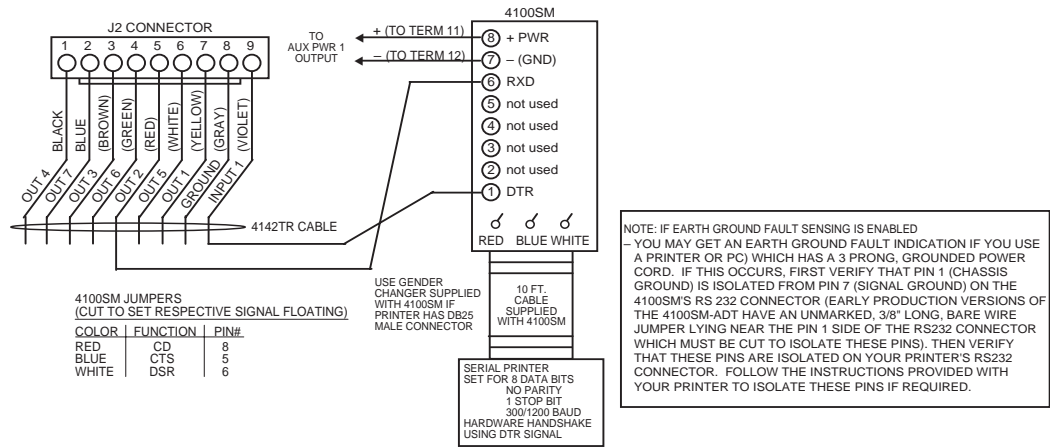 J2 CONNECTOR
1 2 3 4 5 6 7 8 9
BLACK
BLUE
(BROWN)
(GREEN)
(RED)
(WHITE)
(YELLOW)
(GRAY)
(VIOLET)
OUT 4
OUT 7
OUT 3
OUT 6
OUT 2
OUT 5
OUT 1
GROUND
INPUT 1
4142TR CABLE
TO
AUX PWR 1
OUTPUT
+ (TO TERM 11)
– (TO TERM 12)
4100SM
8 + PWR
7 – (GND)
6 RXD
5 not used
4 not used
3 not used
2 not used
1 DTR
RED BLUE WHITE
USE GENDER
CHANGER SUPPLIED
WITH 4100SM IF
PRINTER HAS DB25
MALE CONNECTOR
10 FT.
CABLE
SUPPLIED
WITH 4100SM
SERIAL PRINTER
SET FOR 8 DATA BITS
NO PARITY
1 STOP BIT
300/1200 BAUD
HARDWARE HANDSHAKE
USING DTR SIGNAL
4100SM JUMPERS
(CUT TO SET RESPECTIVE SIGNAL FLOATING)
COLOR FUNCTION PIN#
RED CD 8
BLUE CTS 5
WHITE DSR 6
NOTE: IF EARTH GROUND FAULT SENSING IS ENABLED
– YOU MAY GET AN EARTH GROUND FAULT INDICATION IF YOU USE
A PRINTER OR PC) WHICH HAS A 3 PRONG, GROUNDED POWER
CORD. IF THIS OCCURS, FIRST VERIFY THAT PIN 1 (CHASSIS
GROUND) IS ISOLATED FROM PIN 7 (SIGNAL GROUND) ON THE
4100SM'S RS 232 CONNECTOR (EARLY PRODUCTION VERSIONS OF
THE 4100SM-ADT HAVE AN UNMARKED, 3/8" LONG, BARE WIRE
JUMPER LYING NEAR THE PIN 1 SIDE OF THE RS232 CONNECTOR
WHICH MUST BE CUT TO ISOLATE THESE PINS). THEN VERIFY
THAT THESE PINS ARE ISOLATED ON YOUR PRINTER'S RS232
CONNECTOR. FOLLOW THE INSTRUCTIONS PROVIDED WITH
YOUR PRINTER TO ISOLATE THESE PINS IF REQUIRED.